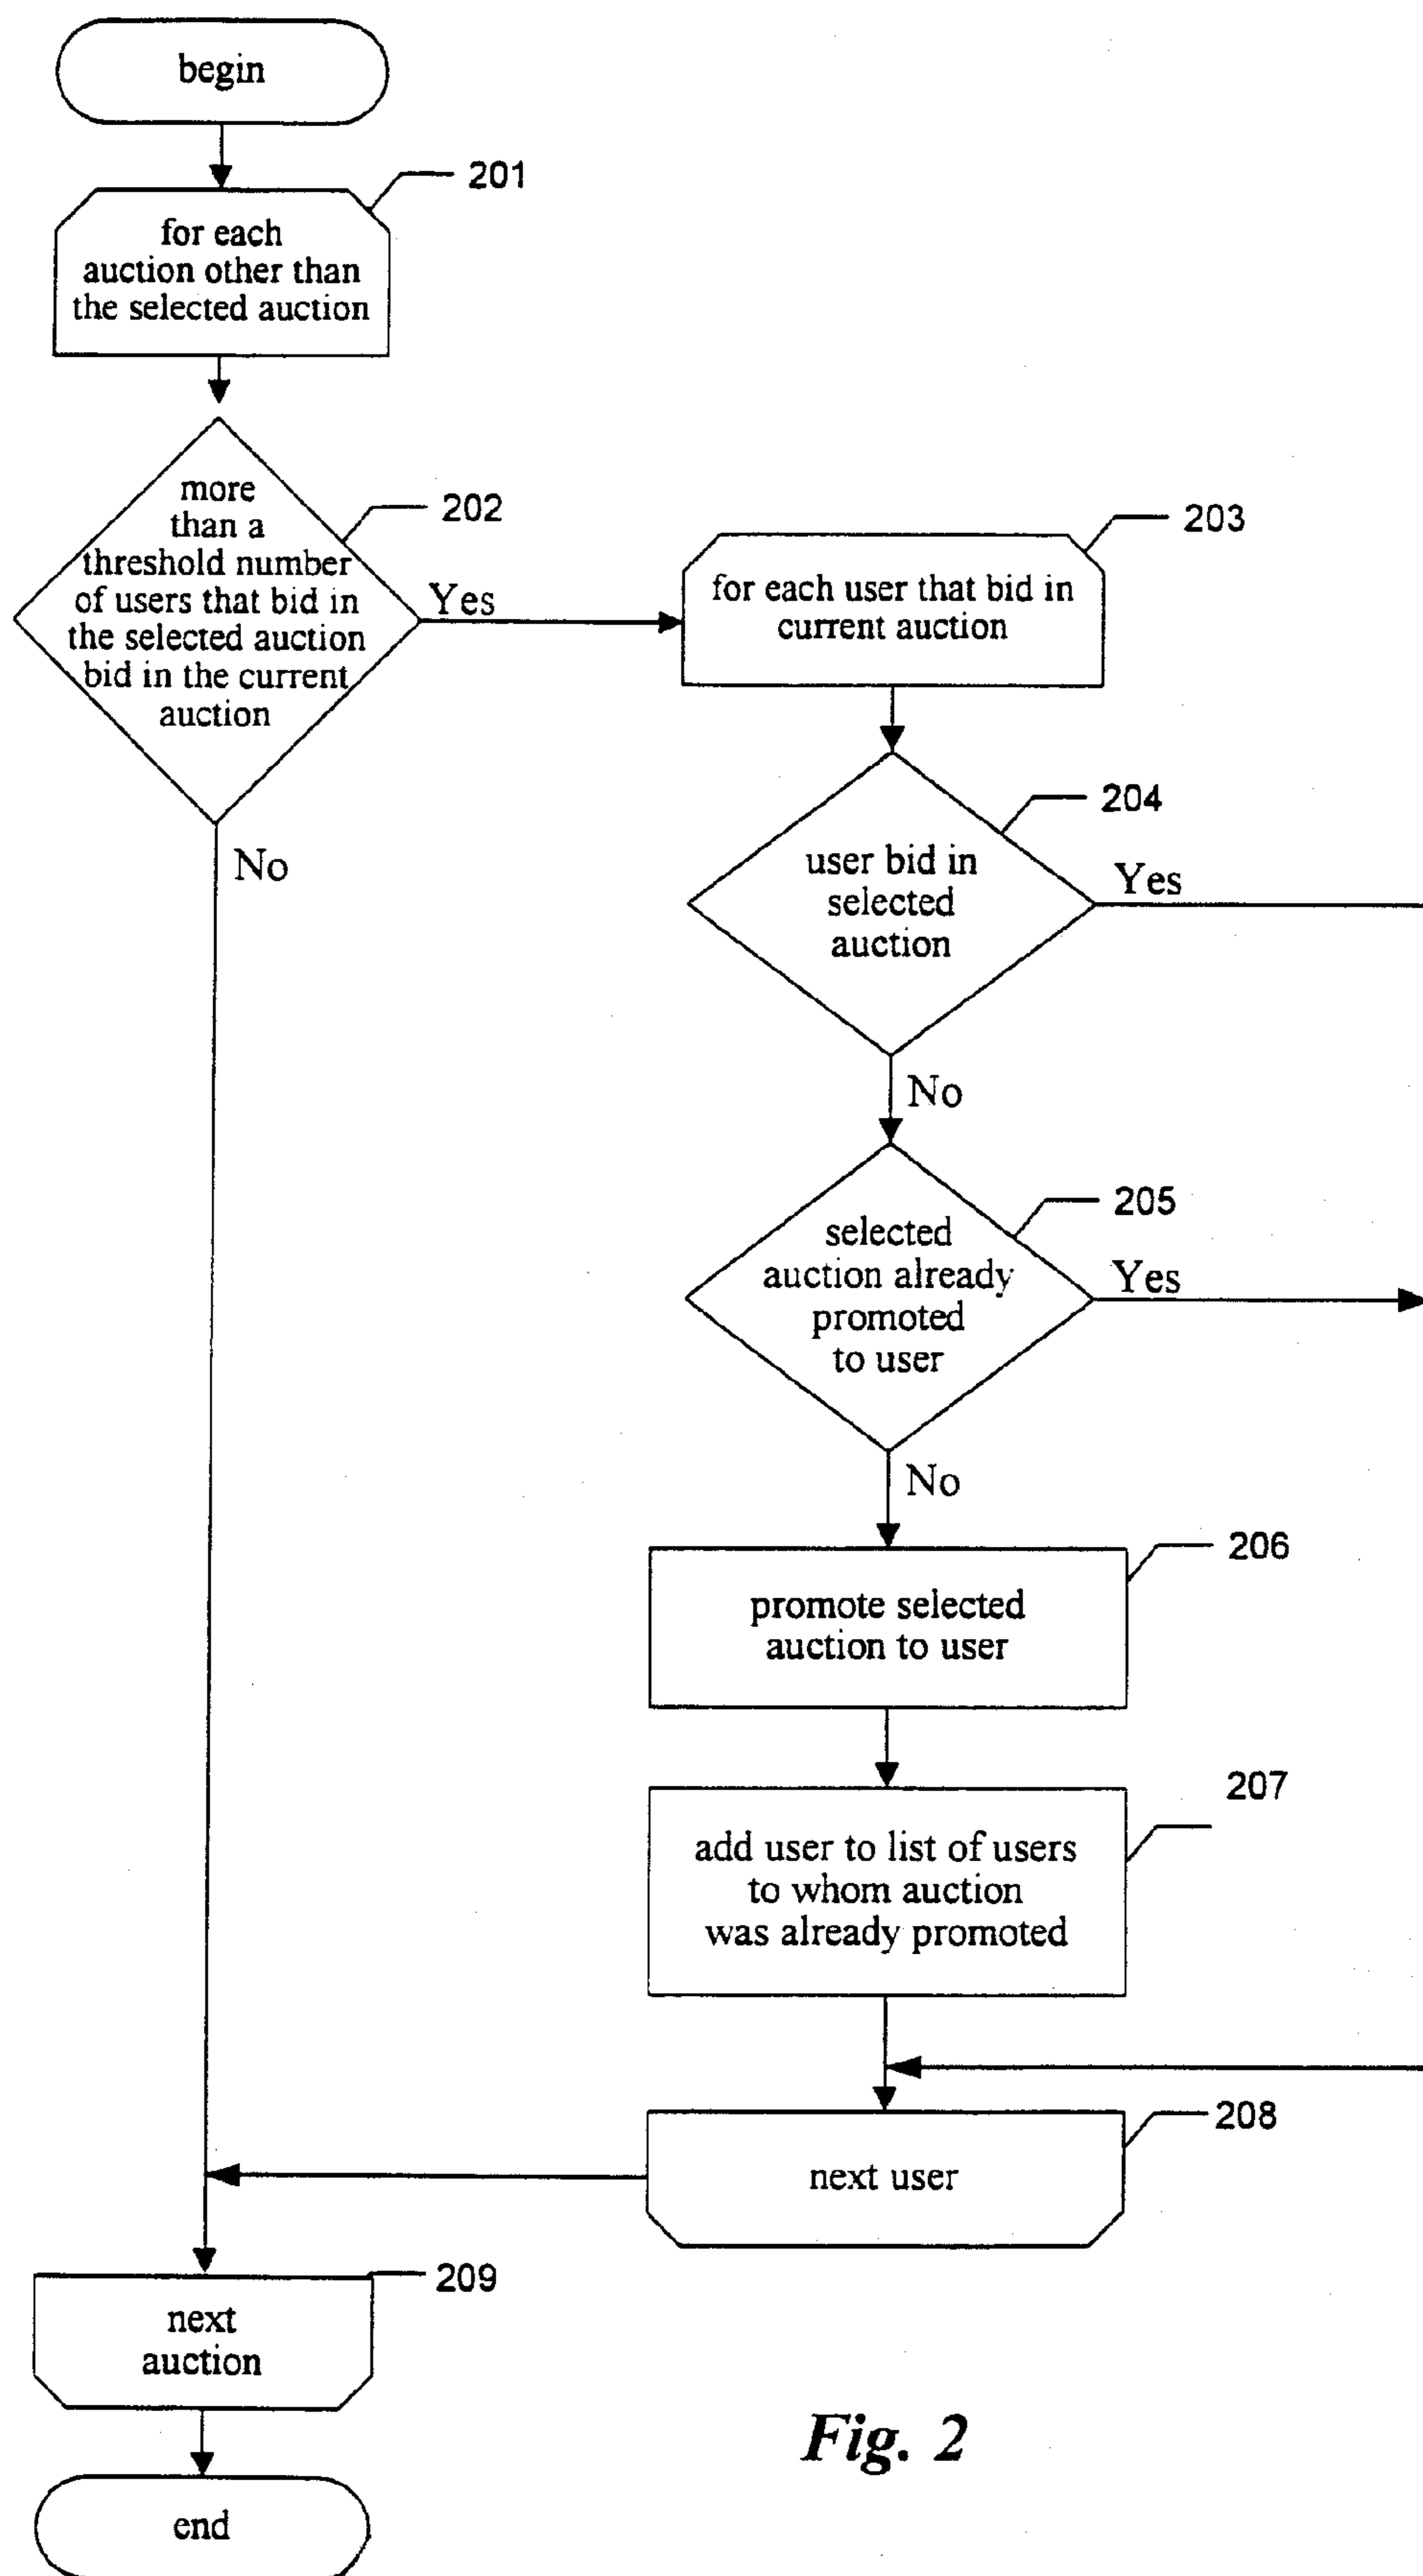 begin
201
for each
auction other than
the selected auction
more
than a
threshold number
of users that bid in
the selected auction
bid in the current
auction
202
Yes
No
203
for each user that bid in
current auction
204
user bid in
selected
auction
Yes
No
205
selected
auction already
promoted
to user
Yes
No
206
promote selected
auction to user
207
add user to list of users
to whom auction
was already promoted
208
next user
209
next
auction
end
Fig. 2